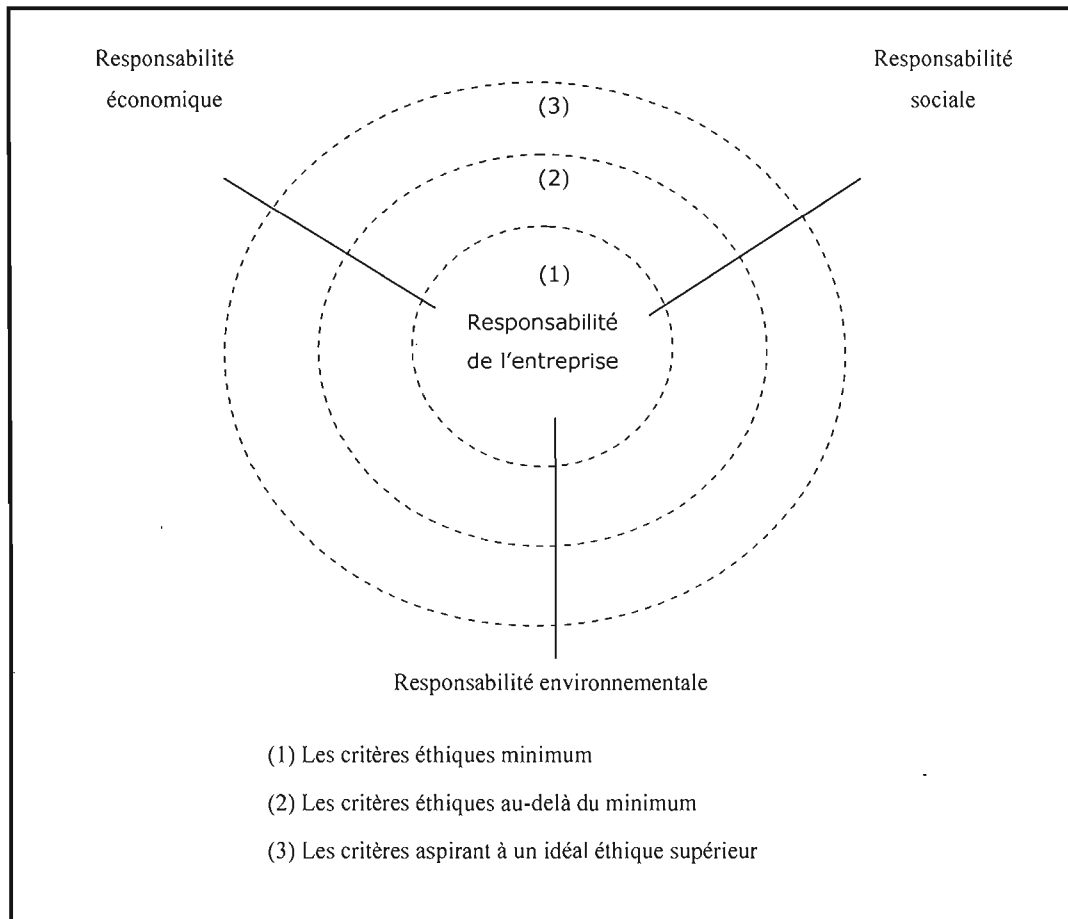 Responsabilité
économique
Responsabilité
sociale
(3)
(2)
(1)
Responsabilité
de l'entreprise
Responsabilité environnementale
(1) Les critères éthiques minimum
(2) Les critères éthiques au-delà du minimum
(3) Les critères aspirant à un idéal éthique supérieur